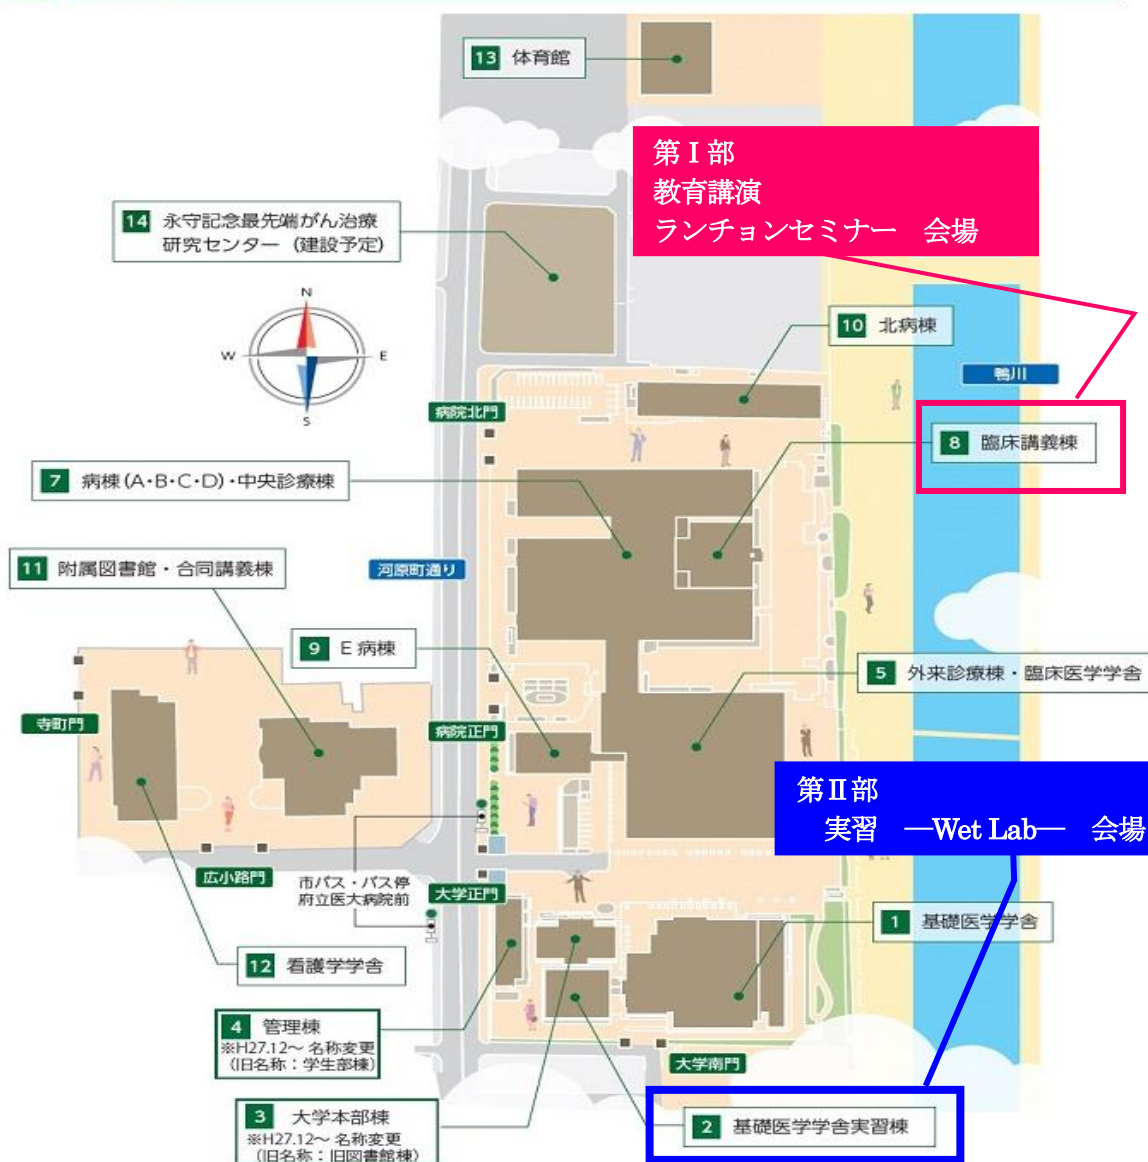 13 体育館
第Ⅰ部
教育講演
ランチョンセミナー 会場
14 永守記念最先端がん治療
研究センター (建設予定)
N
W
E
S
10 北病棟
鴨川
病院北門
8 臨床講義棟
7 病棟(A・B・C・D)・中央診療棟
11 附属図書館・合同講義棟
河原町通り
9 E 病棟
5 外来診療棟・臨床医学学舎
寺町門
病院正門
第Ⅱ部
実習 ―Wet Lab― 会場
広小路門
市バス・バス停
府立医大病院前
大学正門
1 基礎医学学舎
12 看護学学舎
4 管理棟
※H27.12~ 名称変更
(旧名称:学生部棟)
大学南門
3 大学本部棟
※H27.12~ 名称変更
(旧名称:旧図書館棟)
2 基礎医学学舎実習棟